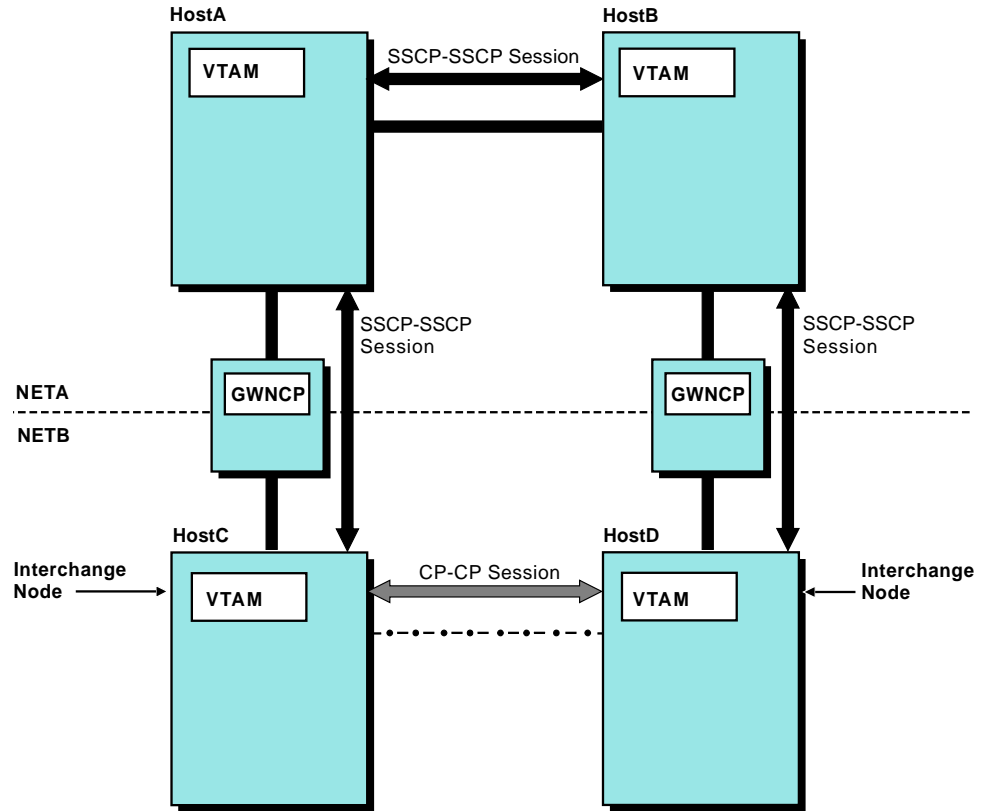 HostA
HostB
VTAM
SSCP-SSCP Session
VTAM
SSCP-SSCP
Session
SSCP-SSCP
Session
GWNCP
GWNCP
NETA
NETB
HostC
HostD
Interchange
Node
VTAM
CP-CP Session
VTAM
Interchange
Node